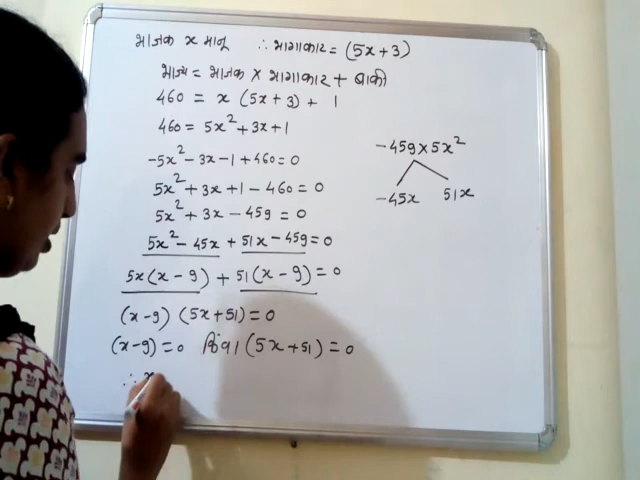 भाजक x मानू ∴ भागाकार = (5x + 3)
भाज्य = भाजक × भागाकार + बाकी
460 = x (5x + 3) + 1
460 = 5x² + 3x + 1
-5x² - 3x - 1 + 460 = 0
5x² + 3x + 1 - 460 = 0
5x² + 3x - 459 = 0
5x² - 45x + 51x - 459 = 0
5x(x - 9) + 51(x - 9) = 0
(x - 9) (5x + 51) = 0
(x - 9) = 0 किंवा (5x + 51) = 0
∴ x
-459 × 5x²
-45x 51x